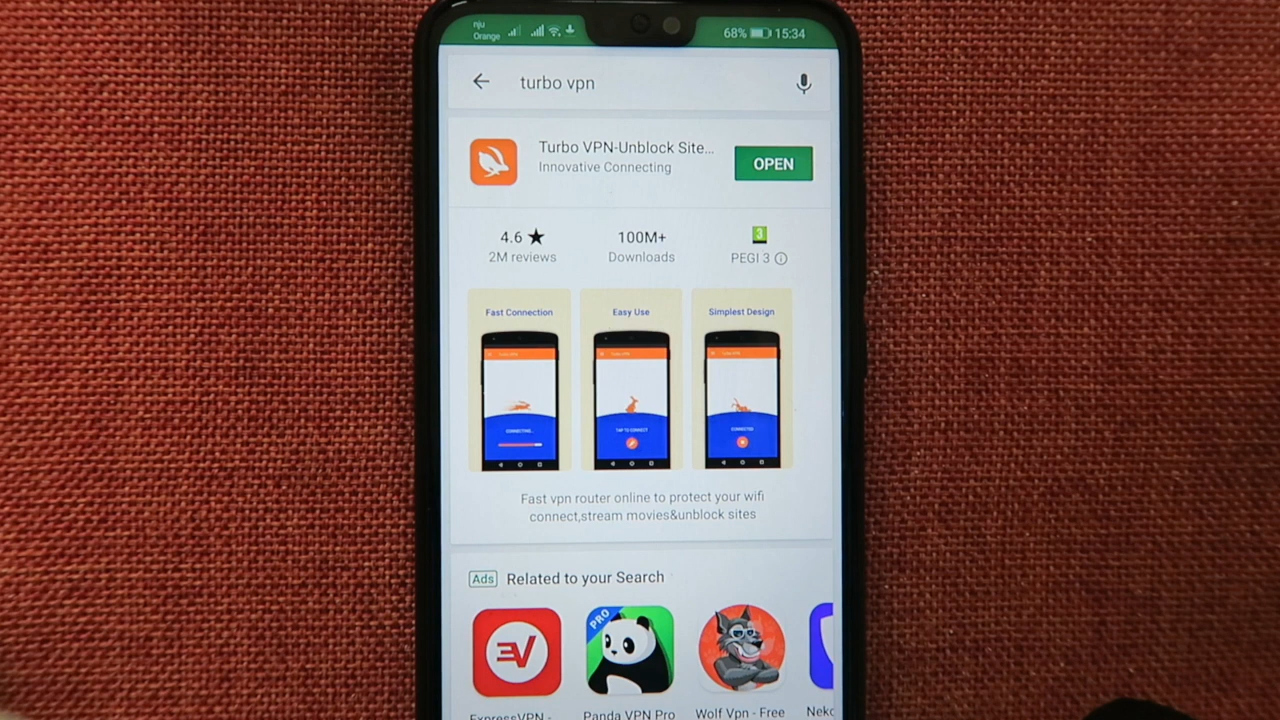 nju
Orange
68% 15:34
turbo vpn
Turbo VPN-Unblock Site...
Innovative Connecting
OPEN
4.6 ★
2M reviews
100M+
Downloads
3
PEGI 3
Fast Connection
Easy Use
Simplest Design
CONNECTING...
TAP TO CONNECT
CONNECTED
Fast vpn router online to protect your wifi
connect,stream movies&unblock sites
Ads Related to your Search
EV
PRO
ExpressVPN -
Panda VPN Pro
Wolf Vpn - Free
Neko